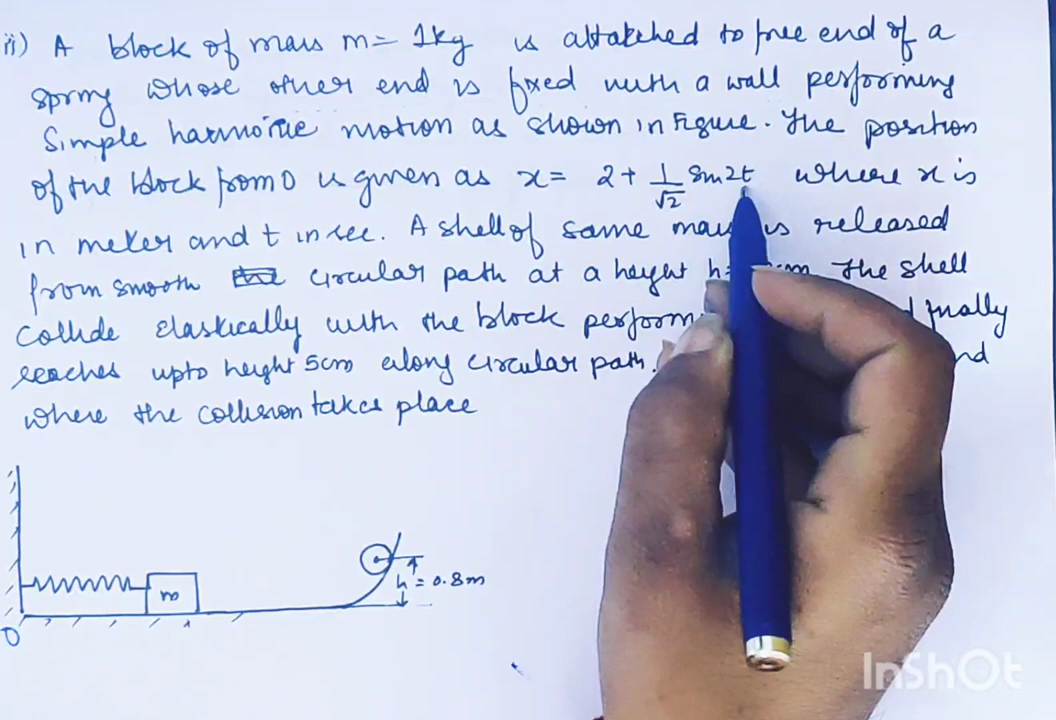 ii) A block of mass m= 1kg is attatched to free end of a
spring whose other end is fixed with a wall performing
Simple harmonic motion as shown in Figure. The position
of the block from O is given as x= 2+ 1/√2 Sin2t where x is
in meter and t in sec. A shell of same mass is released
from smooth circular path at a height h= m The shell
Collide elastically with the block perform finally
reaches upto height 5cm along circular path.
where the collision takes place
m
h = 0.8m
O
InShOt